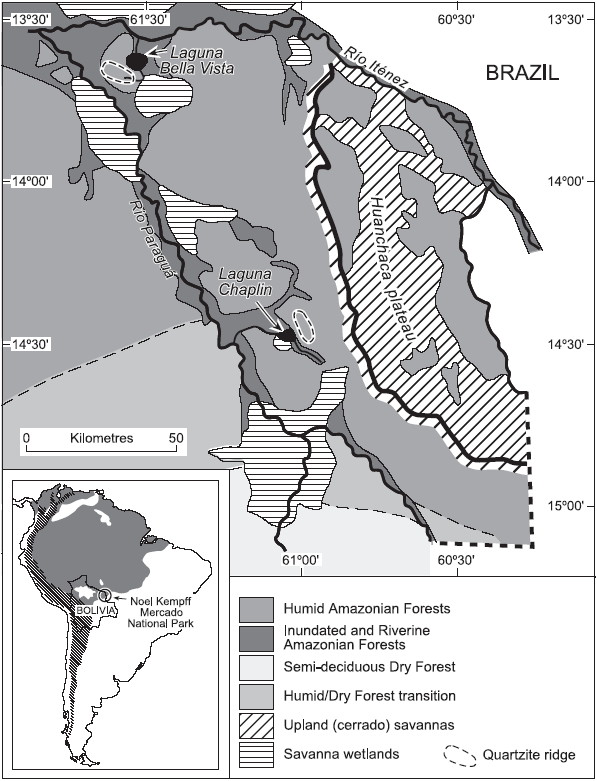 13°30'
61°30'
60°30'
13°30'
Laguna
Bella Vista
Río Iténez
BRAZIL
14°00'
14°00'
Río Paraguá
Huanchaca plateau
Laguna
Chaplin
14°30'
14°30'
0 Kilometres 50
15°00'
61°00'
60°30'
BOLIVIA
Noel Kempff
Mercado
National Park
Humid Amazonian Forests
Inundated and Riverine
Amazonian Forests
Semi-deciduous Dry Forest
Humid/Dry Forest transition
Upland (cerrado) savannas
Savanna wetlands
Quartzite ridge